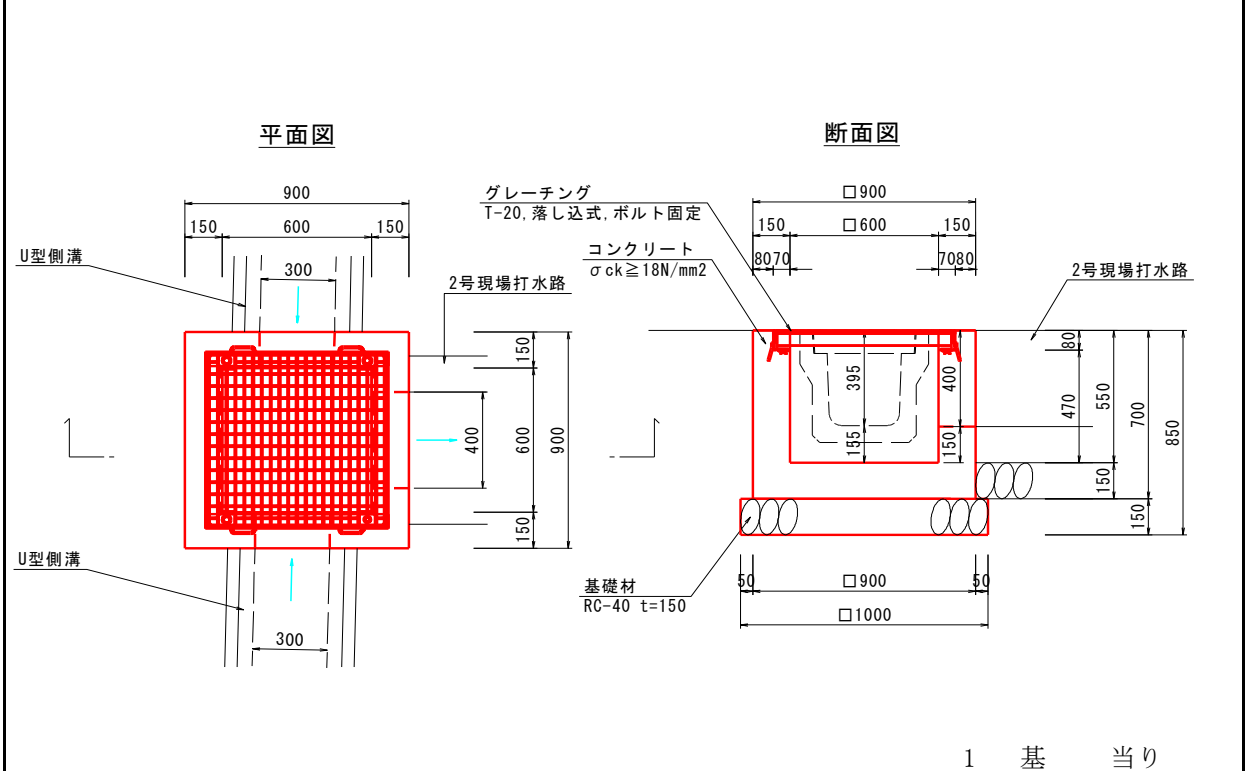 平面図
断面図
900
150 600 150
300
U型側溝
2号現場打水路
150
600
150
900
400
U型側溝
300
グレーチング
T-20,落し込式,ボルト固定
コンクリート
σck≧18N/mm2
□900
150 □600 150
8070 7080
2号現場打水路
395
155
400
150
80
470
550
150
700
150
850
基礎材
RC-40 t=150
50 □900 50
□1000
1 基 当り